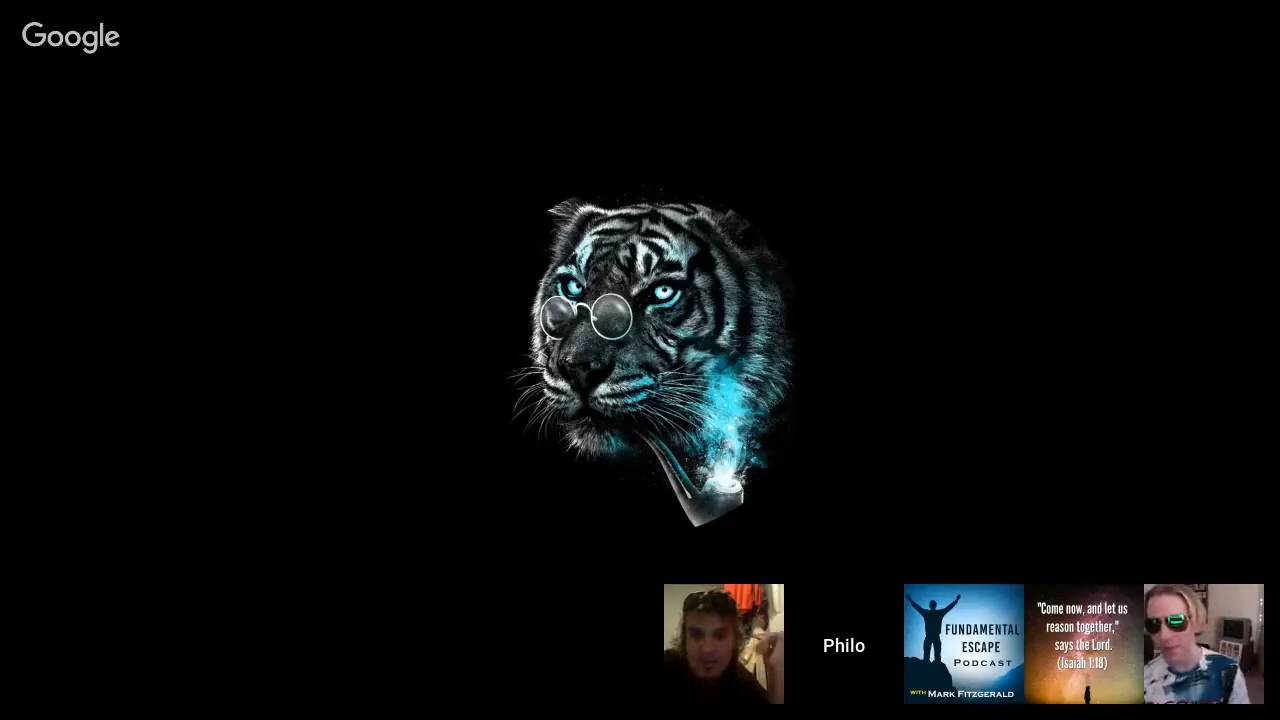 Google
Philo
FUNDAMENTAL
ESCAPE
PODCAST
WITH MARK FITZGERALD
"Come now, and let us
reason together,"
says the Lord.
(Isaiah 1:18)